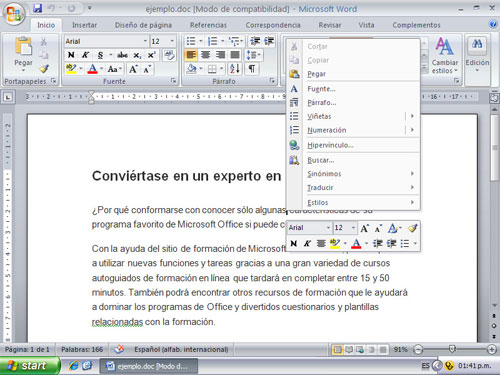 ejemplo.doc [Modo de compatibilidad] - Microsoft Word
Inicio Insertar Diseño de página Referencias Correspondencia Revisar Vista Complementos
Pegar
Arial 12
Cambiar estilos
Edición
Portapapeles Fuente Párrafo
Cortar
Copiar
Pegar
Fuente...
Párrafo...
Viñetas
Numeración
Hipervínculo...
Buscar...
Sinónimos
Traducir
Estilos
Arial 12
Conviértase en un experto en
¿Por qué conformarse con conocer sólo algunas características de su
programa favorito de Microsoft Office si puede
Con la ayuda del sitio de formación de Microsoft
a utilizar nuevas funciones y tareas gracias a una gran variedad de cursos
autoguiados de formación en línea que tardará en completar entre 15 y 50
minutos. También podrá encontrar otros recursos de formación que le ayudará
a dominar los programas de Office y divertidos cuestionarios y plantillas
relacionadas con la formación.
Página: 1 de 1 Palabras: 166 Español (alfab. internacional) 91%
start ejemplo.doc [Modo d... ES 01:41 p.m.